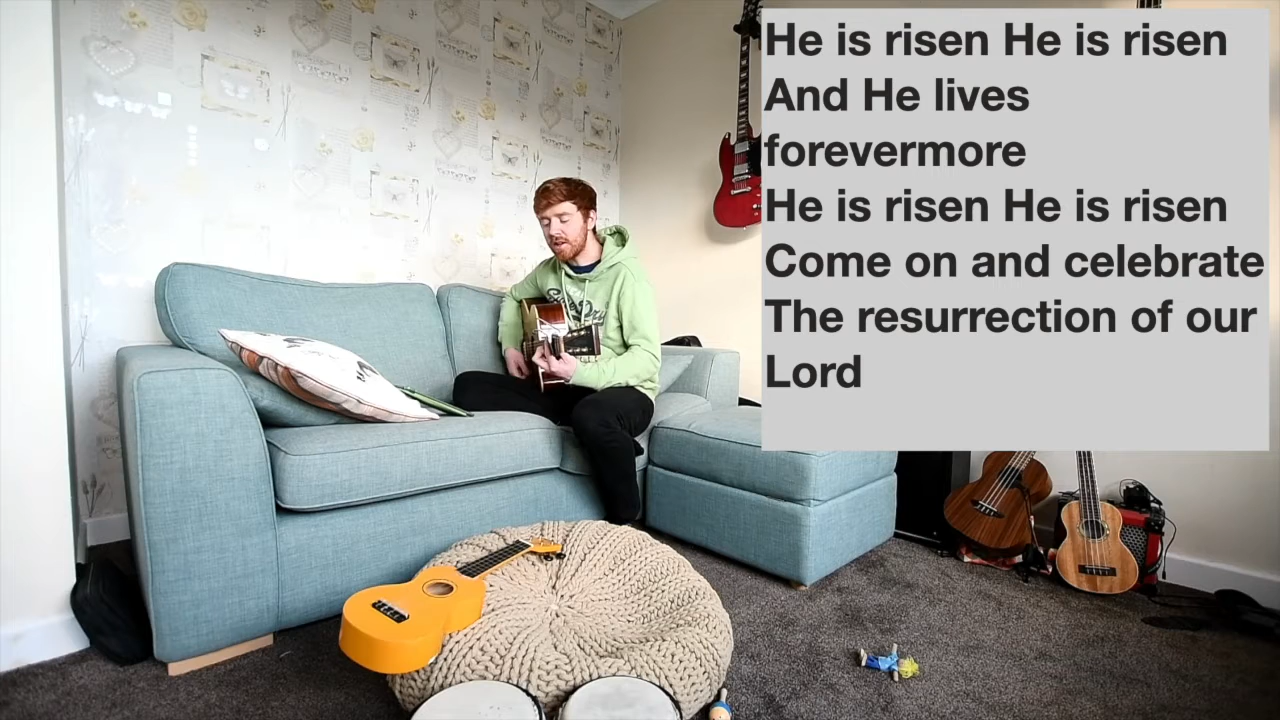 He is risen He is risen
And He lives
forevermore
He is risen He is risen
Come on and celebrate
The resurrection of our
Lord